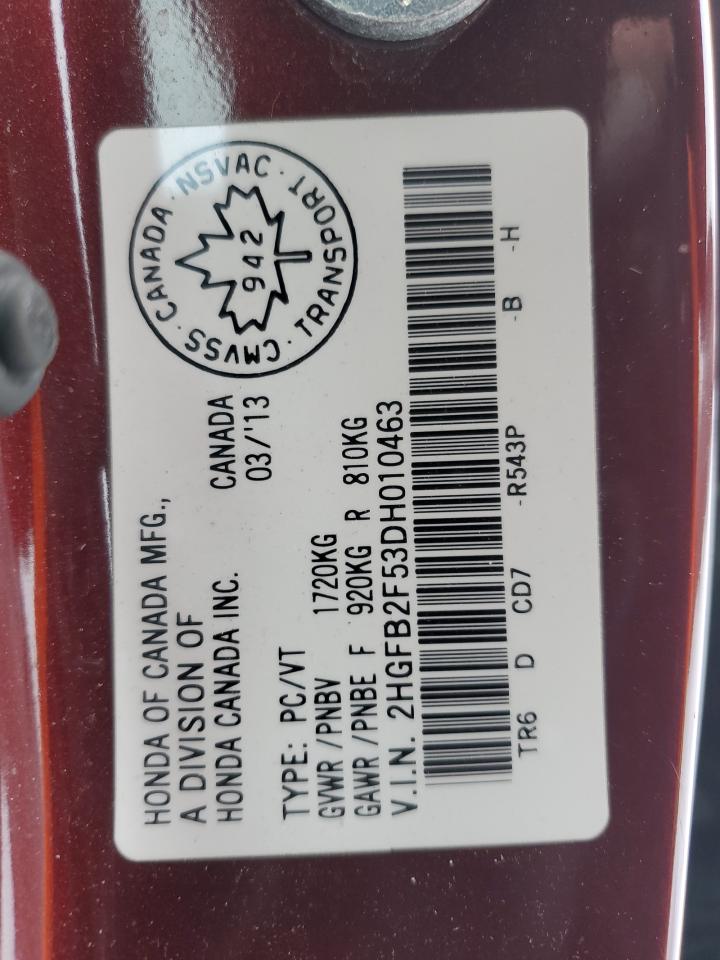 HONDA OF CANADA MFG.,
A DIVISION OF
HONDA CANADA INC.
CANADA
03/'13
CMVSS · CANADA · NSVAC · TRANSPORT ·
942
TYPE: PC/VT
GVWR /PNBV 1720KG
GAWR /PNBE F 920KG R 810KG
V.I.N. 2HGFB2F53DH010463
TR6 D CD7 -R543P -B -H